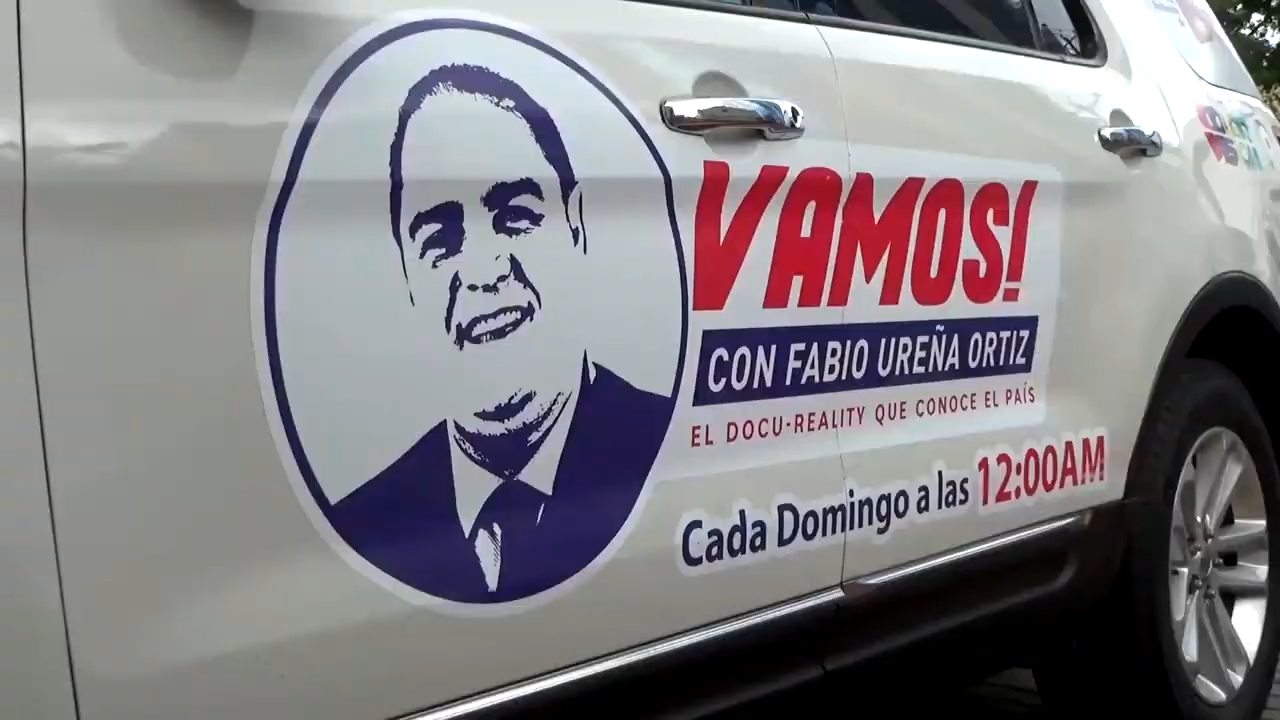 VAMOS!
CON FABIO UREÑA ORTIZ
EL DOCU-REALITY QUE CONOCE EL PAÍS
Cada Domingo a las 12:00AM